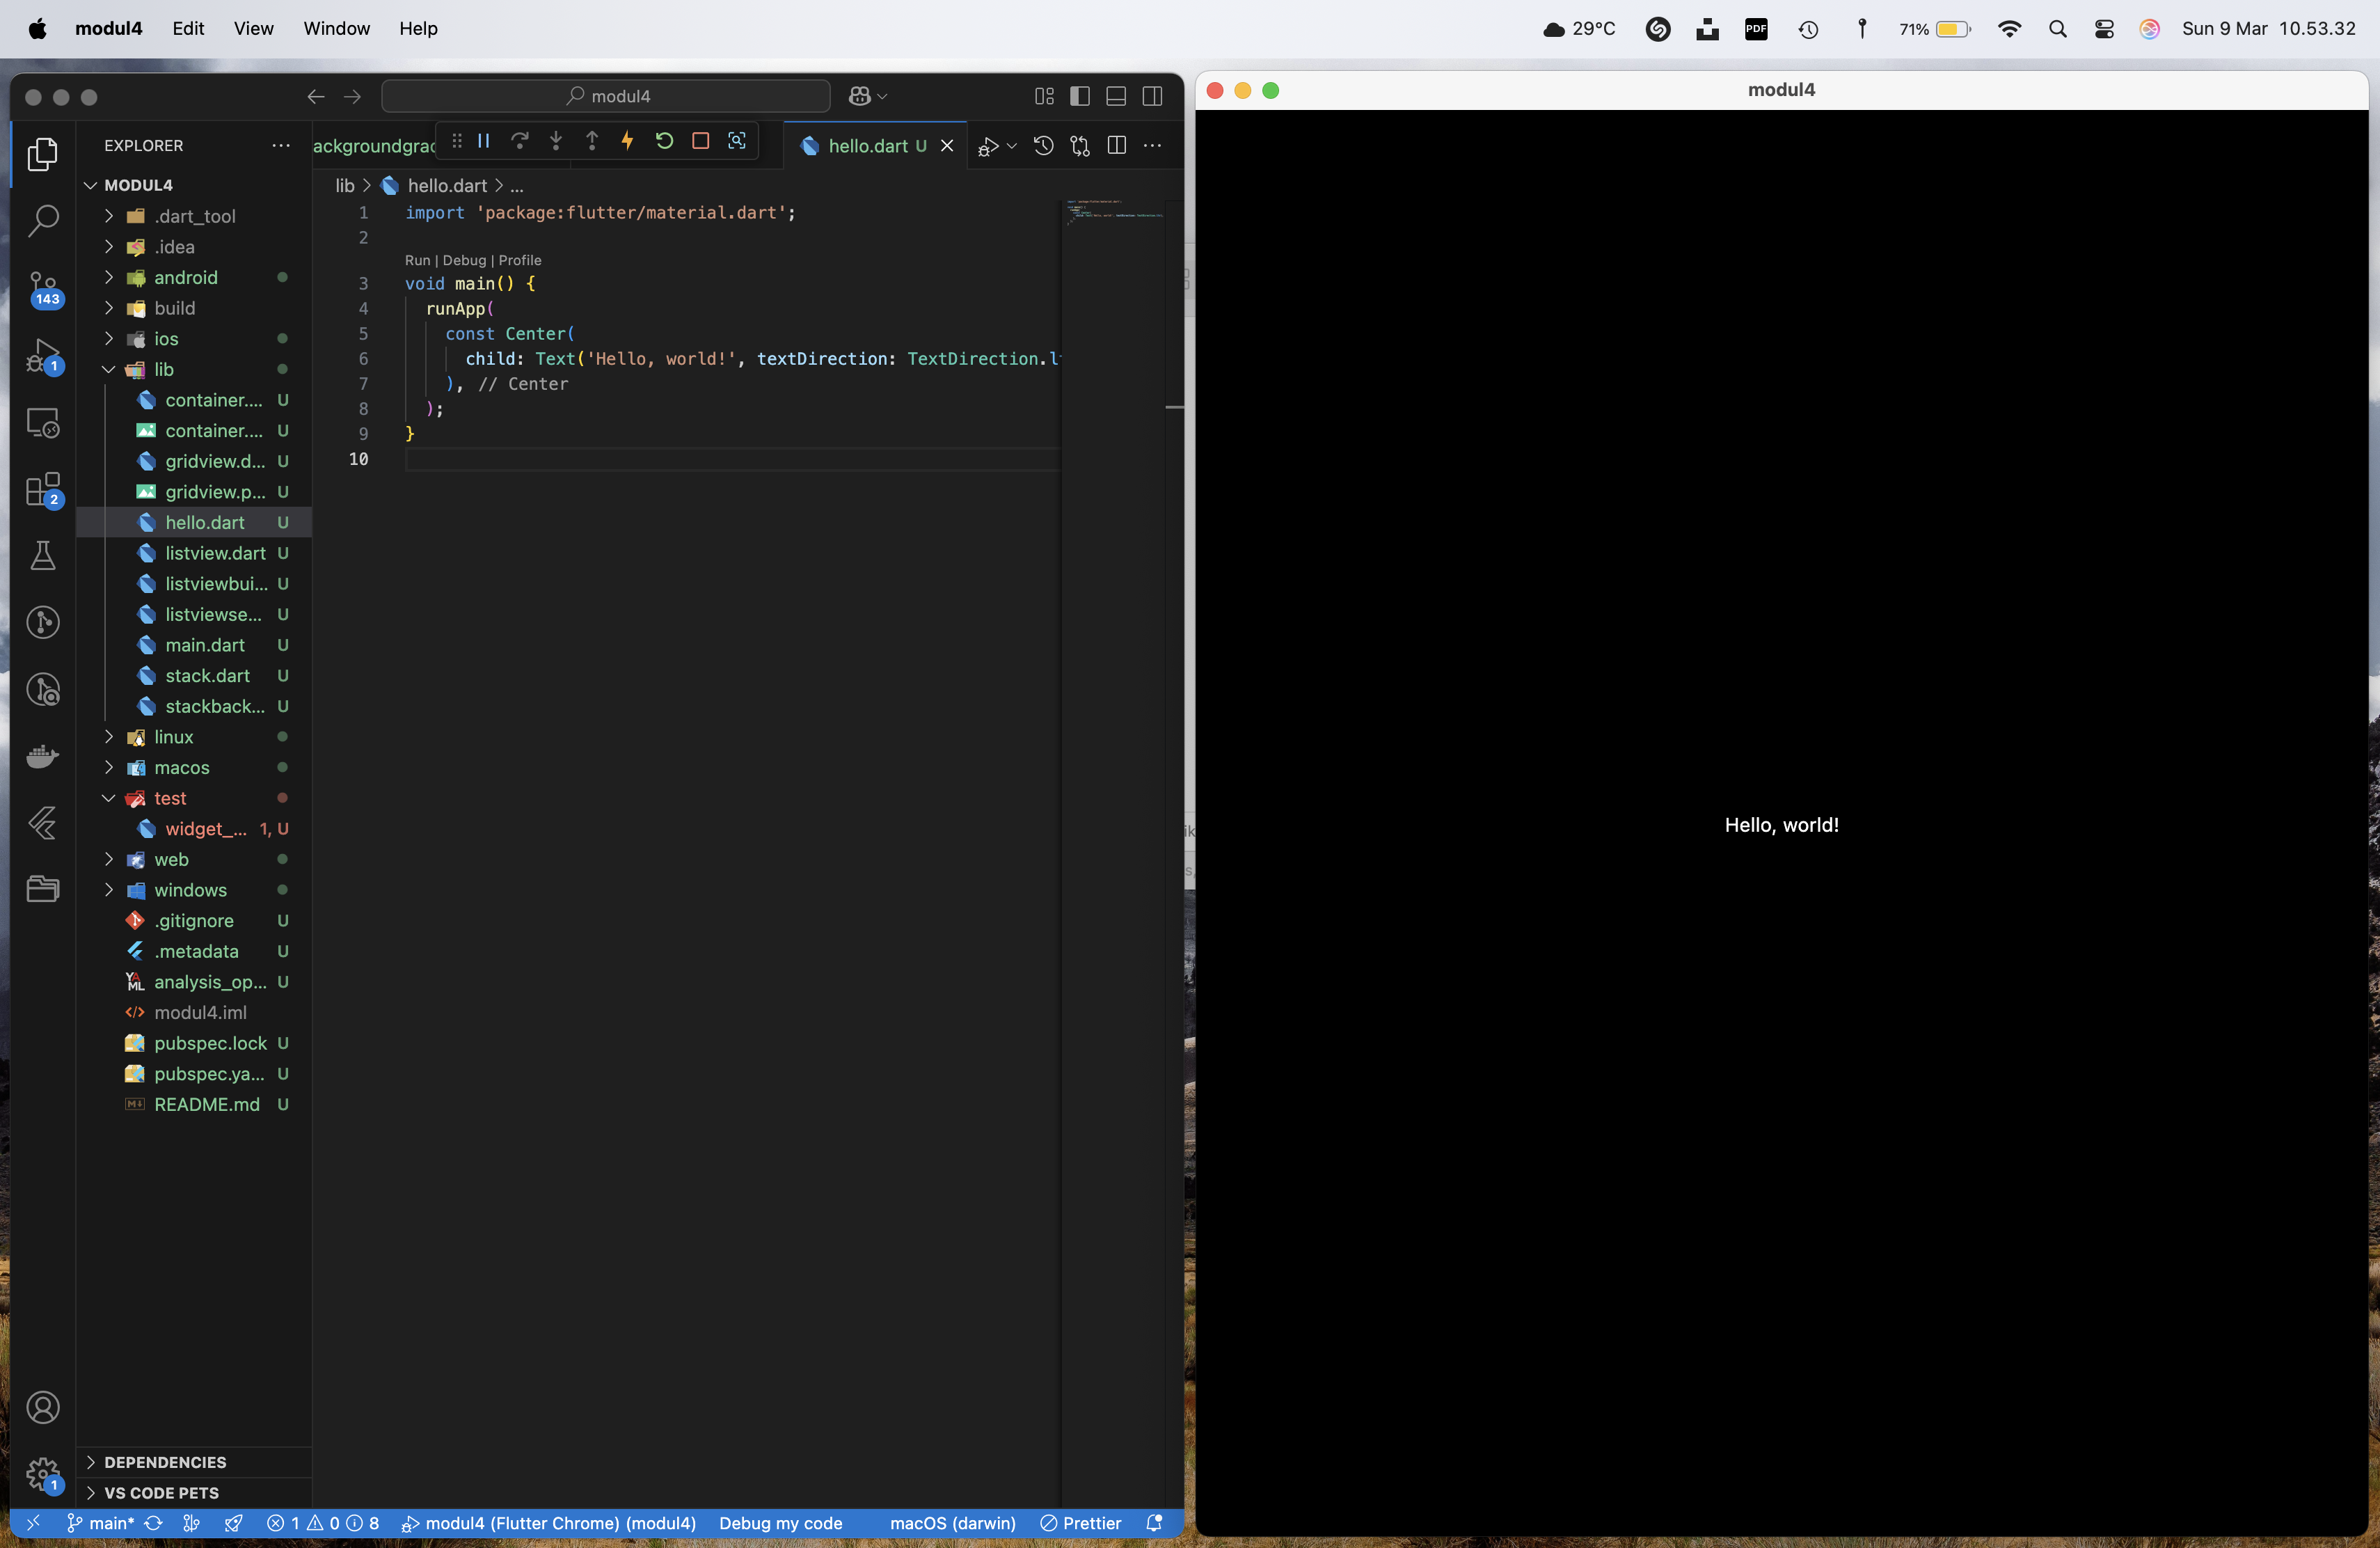 modul4 Edit View Window Help
29°C PDF 71% Sun 9 Mar 10.53.32
modul4
EXPLORER
MODUL4
.dart_tool
.idea
android
build
ios
lib
container.... U
container.... U
gridview.d... U
gridview.p... U
hello.dart U
listview.dart U
listviewbui... U
listviewse... U
main.dart U
stack.dart U
stackback... U
linux
macos
test
widget_... 1, U
web
windows
.gitignore U
.metadata U
YAML analysis_op... U
modul4.iml
pubspec.lock U
pubspec.ya... U
README.md U
DEPENDENCIES
VS CODE PETS
143
1
2
1
ackgroundgrad
hello.dart U
lib > hello.dart > ...
1 import 'package:flutter/material.dart';
2
Run | Debug | Profile
3 void main() {
4 runApp(
5 const Center(
6 child: Text('Hello, world!', textDirection: TextDirection.lt
7 ), // Center
8 );
9 }
10
main* 1 0 8 modul4 (Flutter Chrome) (modul4) Debug my code macOS (darwin) Prettier
modul4
Hello, world!